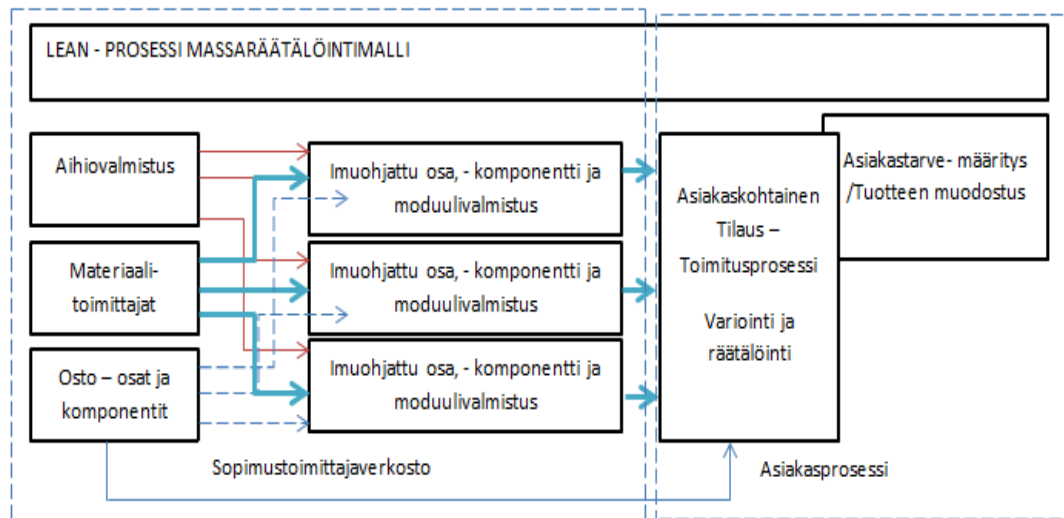 LEAN - PROSESSI MASSARÄÄTÄLÖINTIMALLI
Aihiovalmistus
Materiaali-
toimittajat
Osto – osat ja
komponentit
Imuohjattu osa, - komponentti ja
moduulivalmistus
Imuohjattu osa, - komponentti ja
moduulivalmistus
Imuohjattu osa, - komponentti ja
moduulivalmistus
Asiakaskohtainen
Tilaus –
Toimitusprosessi
Variointi ja
räätälöinti
Asiakastarve- määritys
/Tuotteen muodostus
Sopimustoimittajaverkosto
Asiakasprosessi